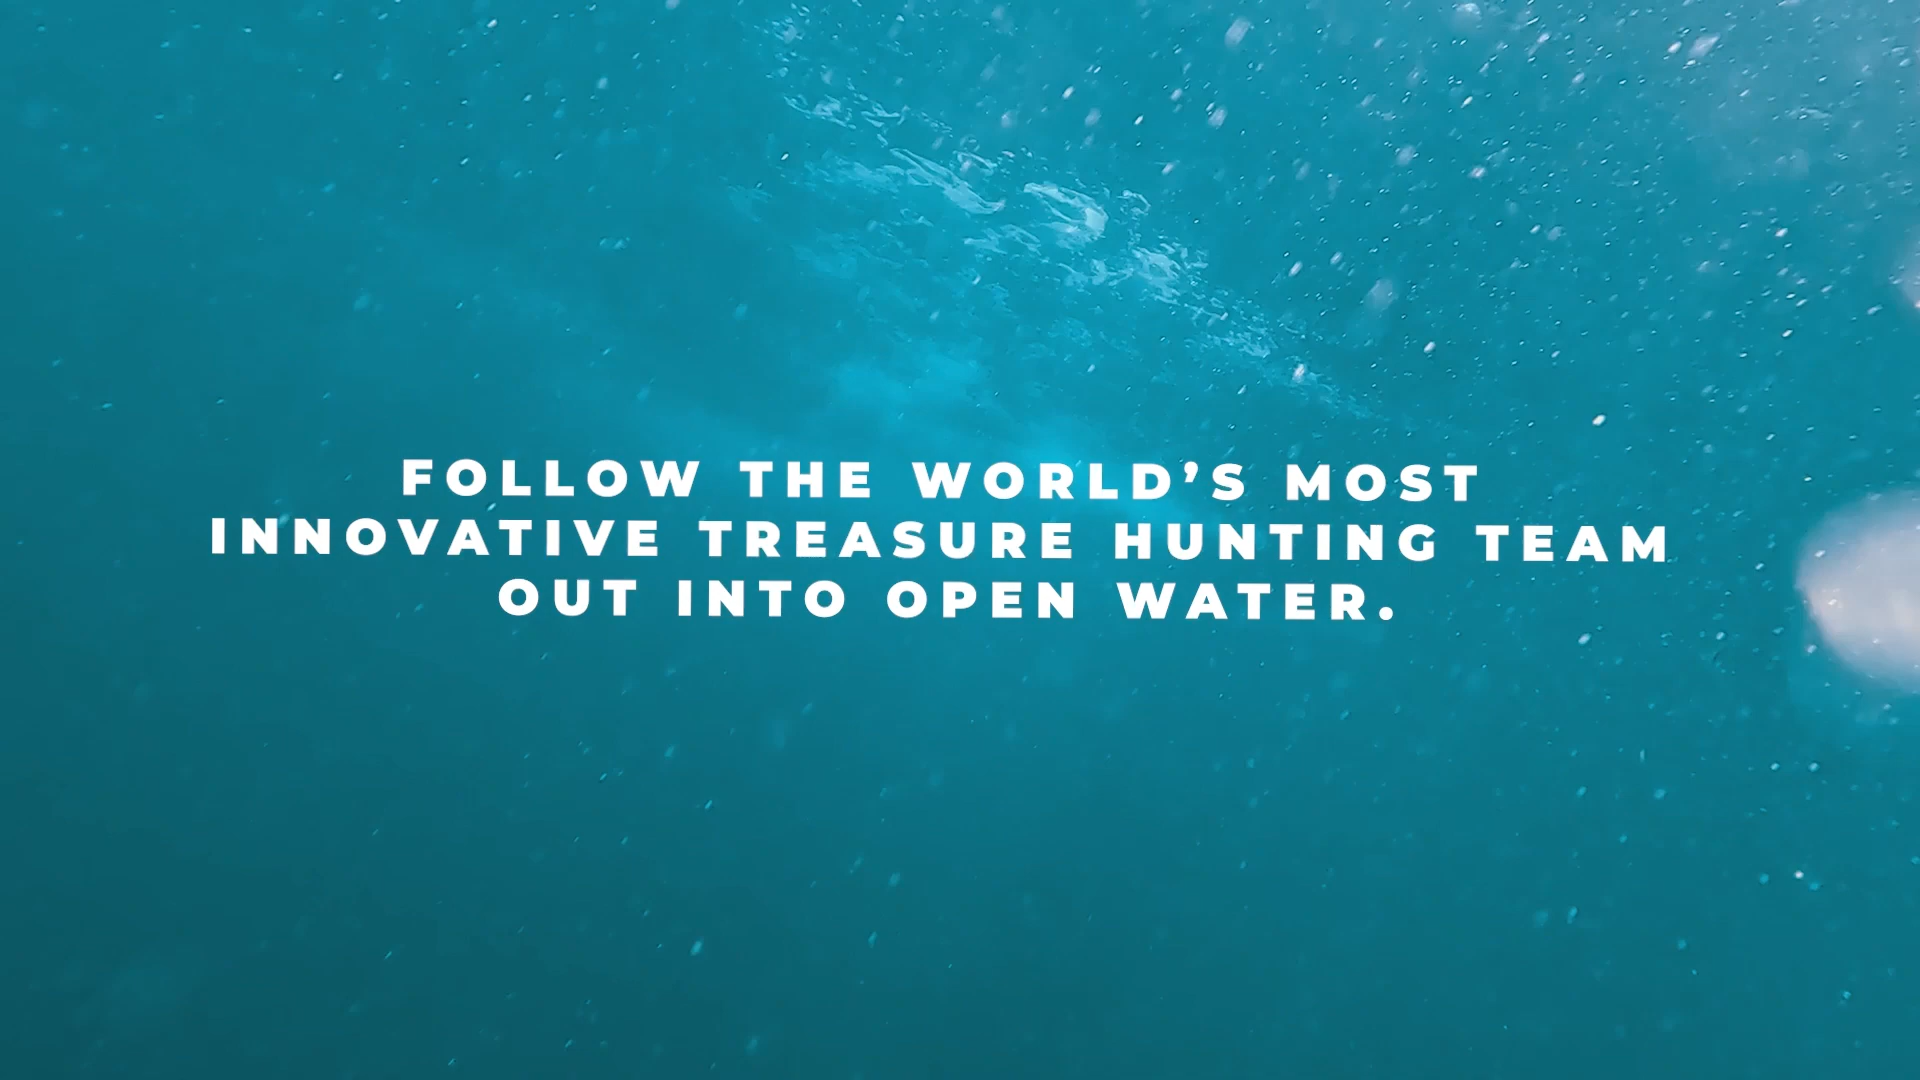 FOLLOW THE WORLD’S MOST
INNOVATIVE TREASURE HUNTING TEAM
OUT INTO OPEN WATER.